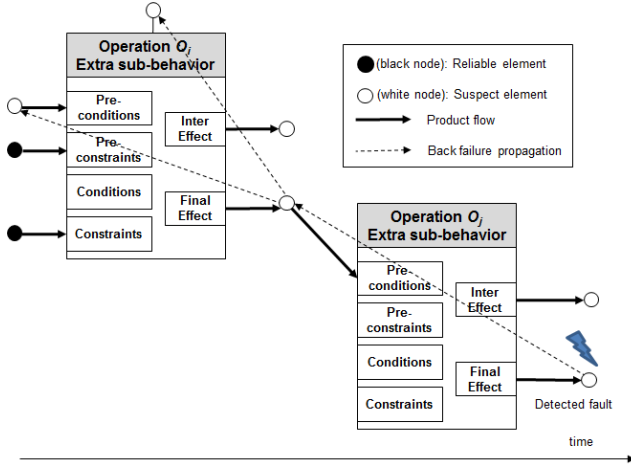 Operation Oj
Extra sub-behavior
Pre-
conditions
Pre-
constraints
Conditions
Constraints
Inter
Effect
Final
Effect
(black node): Reliable element
(white node): Suspect element
Product flow
Back failure propagation
Operation Oj
Extra sub-behavior
Pre-
conditions
Pre-
constraints
Conditions
Constraints
Inter
Effect
Final
Effect
Detected fault
time